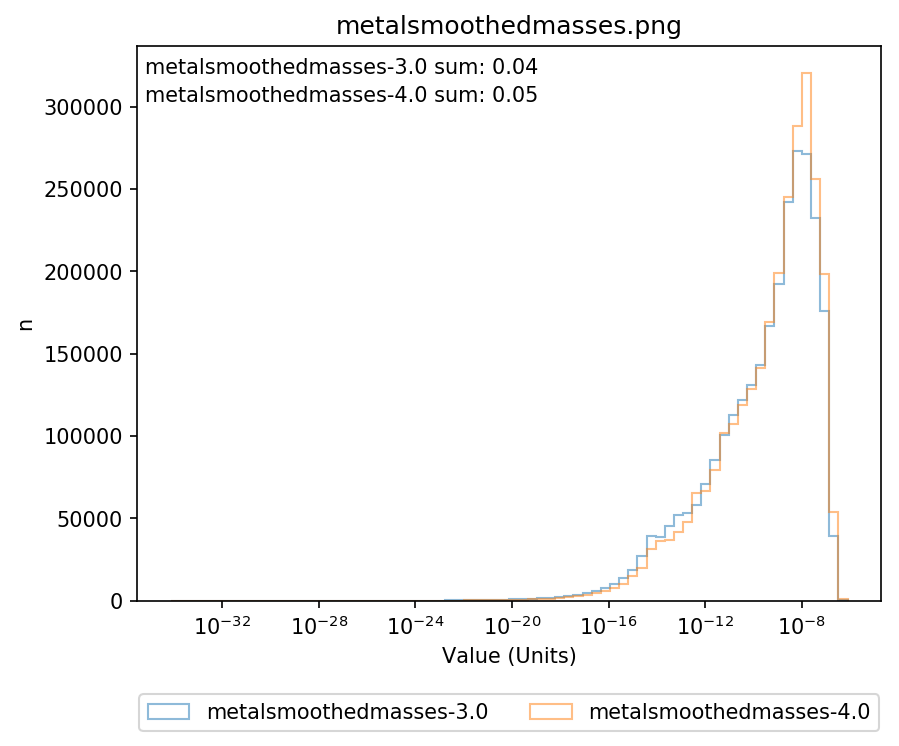 metalsmoothedmasses.png
metalsmoothedmasses-3.0 sum: 0.04
metalsmoothedmasses-4.0 sum: 0.05
n
300000
250000
200000
150000
100000
50000
0
10⁻³² 10⁻²⁸ 10⁻²⁴ 10⁻²⁰ 10⁻¹⁶ 10⁻¹² 10⁻⁸
Value (Units)
metalsmoothedmasses-3.0 metalsmoothedmasses-4.0